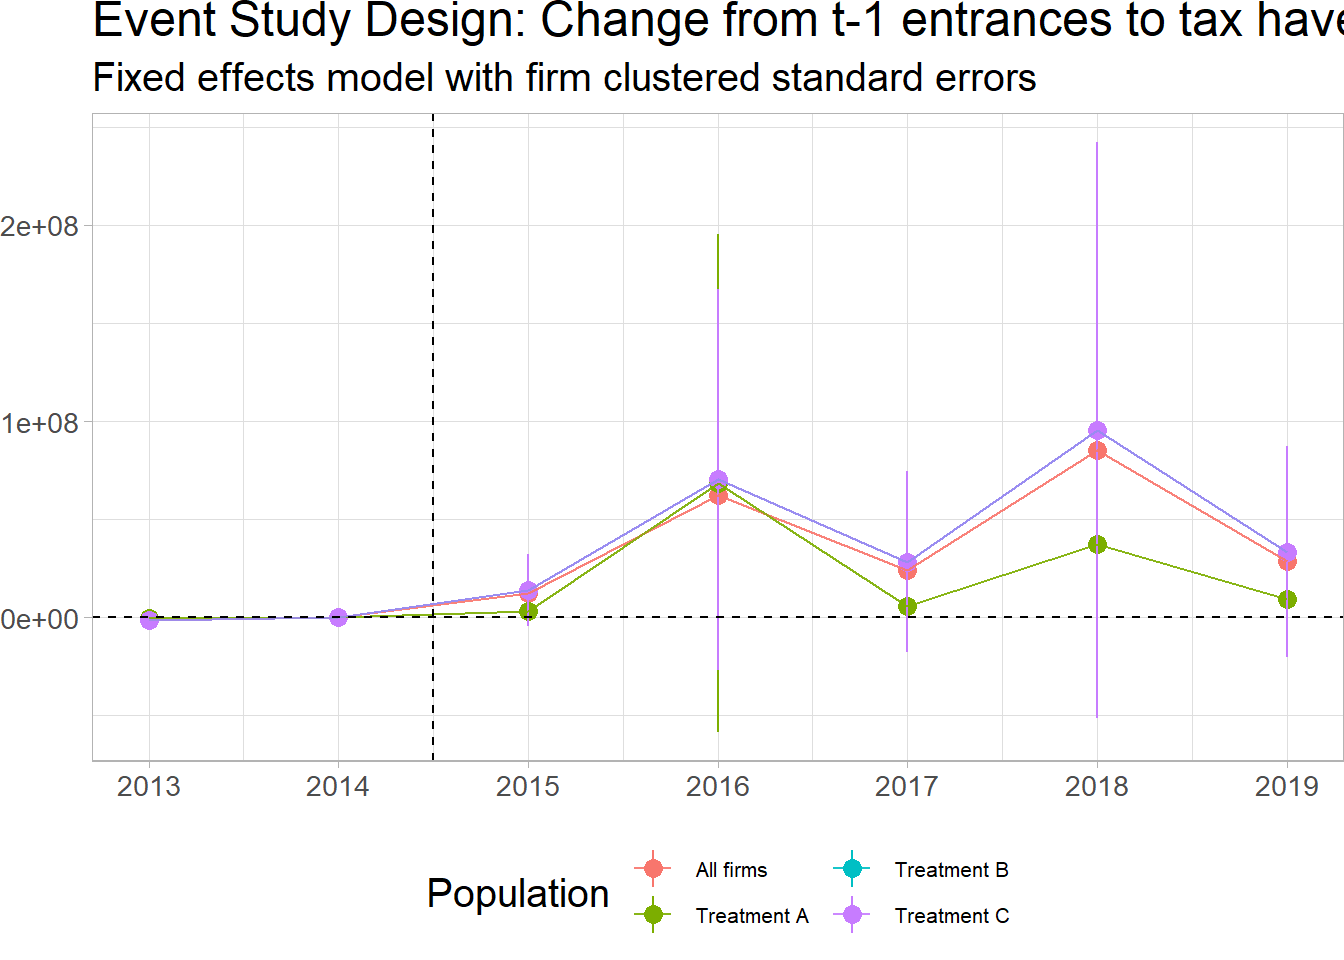 Event Study Design: Change from t-1 entrances to tax have
Fixed effects model with firm clustered standard errors
2e+08
1e+08
0e+00
2013 2014 2015 2016 2017 2018 2019
Population
All firms Treatment B
Treatment A Treatment C